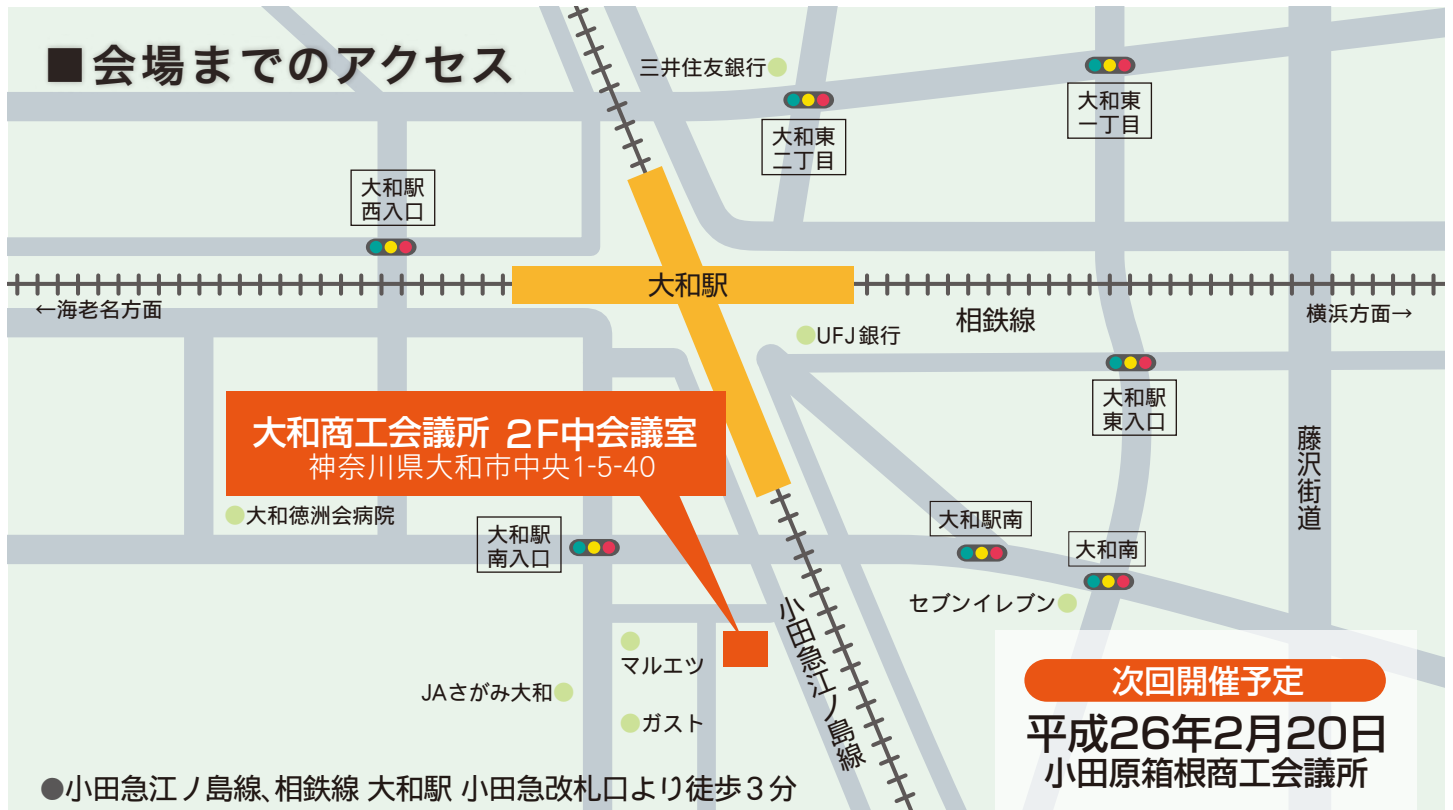 ■会場までのアクセス
三井住友銀行
大和東
二丁目
大和東
一丁目
大和駅
西入口
大和駅
←海老名方面
相鉄線
横浜方面→
UFJ銀行
大和駅
東入口
大和商工会議所 2F中会議室
神奈川県大和市中央1-5-40
藤沢街道
大和徳洲会病院
大和駅
南入口
大和駅南
大和南
セブンイレブン
小田急江ノ島線
マルエツ
JAさがみ大和
ガスト
次回開催予定
平成26年2月20日
小田原箱根商工会議所
●小田急江ノ島線、相鉄線 大和駅 小田急改札口より徒歩3分